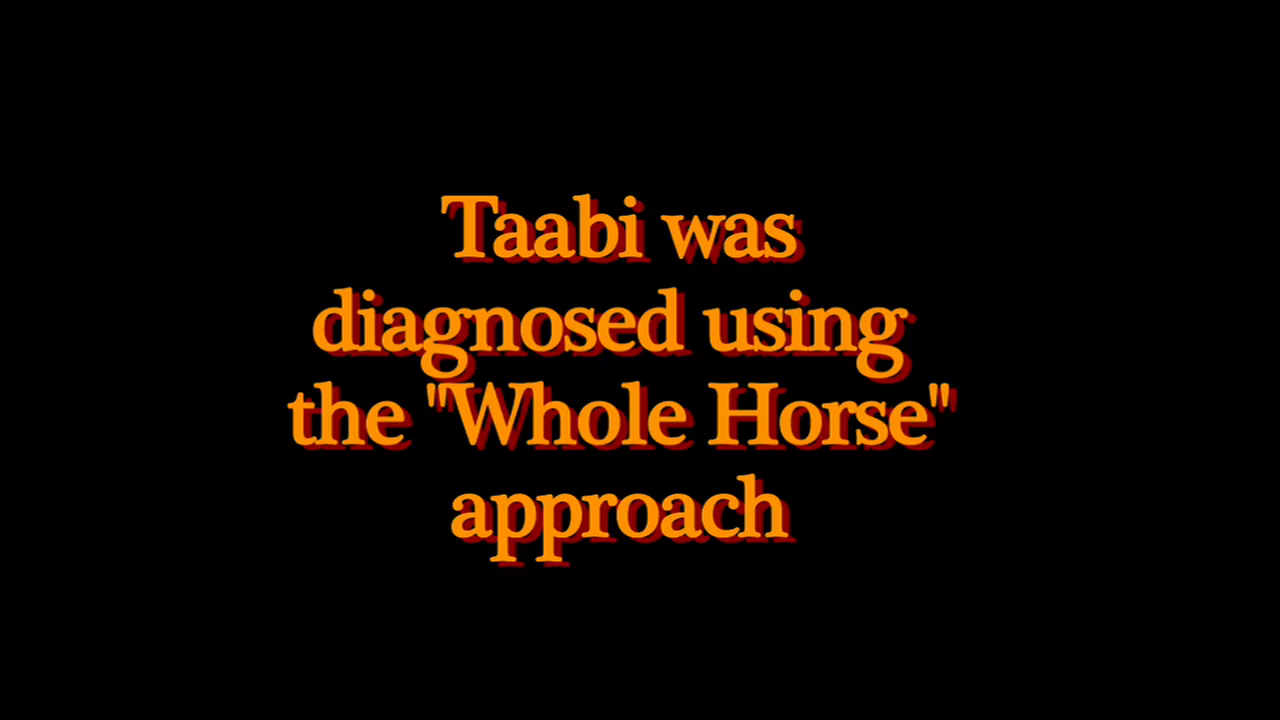 Taabi was
diagnosed using
the "Whole Horse"
approach